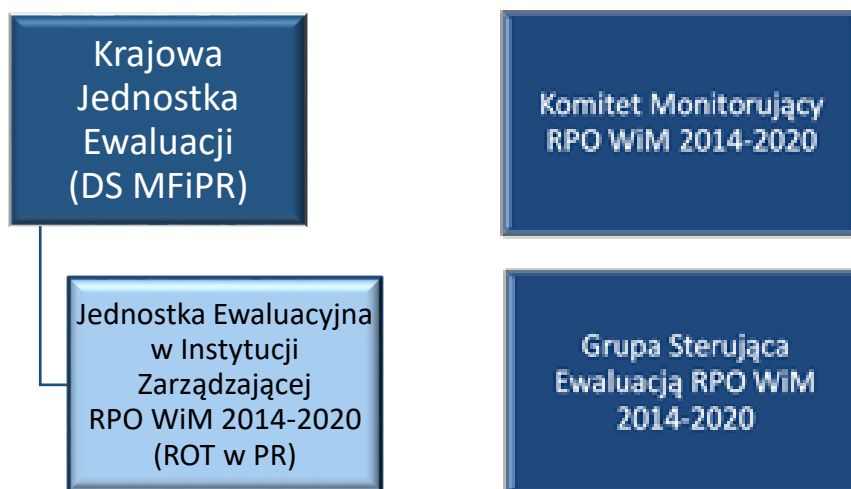 Krajowa
Jednostka
Ewaluacji
(DS MFiPR)
Jednostka Ewaluacyjna
w Instytucji
Zarządzającej
RPO WiM 2014-2020
(ROT w PR)
Komitet Monitorujący
RPO WiM 2014-2020
Grupa Sterująca
Ewaluacją RPO WiM
2014-2020